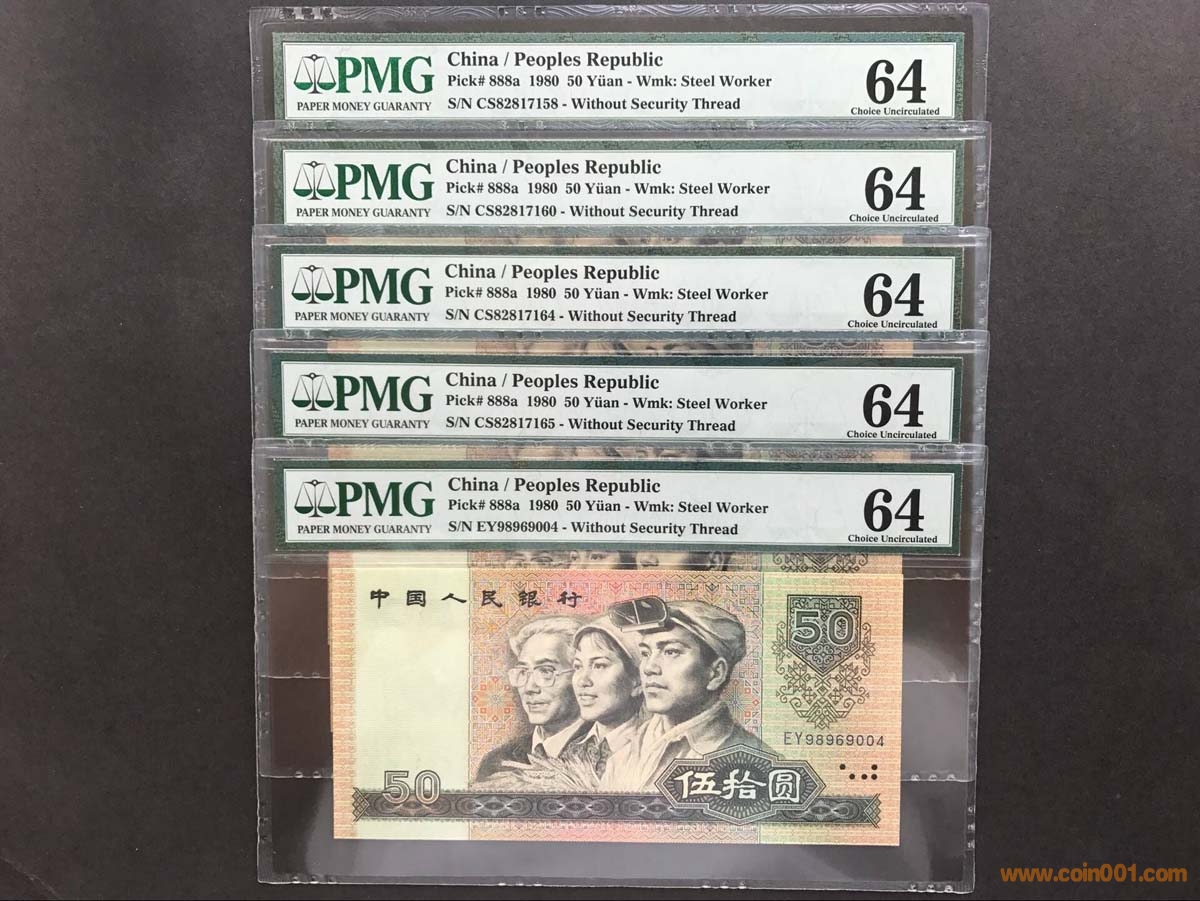 PMG
PAPER MONEY GUARANTY
China / Peoples Republic
Pick# 888a 1980 50 Yüan - Wmk: Steel Worker
S/N CS82817158 - Without Security Thread
64
Choice Uncirculated
PMG
PAPER MONEY GUARANTY
China / Peoples Republic
Pick# 888a 1980 50 Yüan - Wmk: Steel Worker
S/N CS82817160 - Without Security Thread
64
Choice Uncirculated
PMG
PAPER MONEY GUARANTY
China / Peoples Republic
Pick# 888a 1980 50 Yüan - Wmk: Steel Worker
S/N CS82817164 - Without Security Thread
64
Choice Uncirculated
PMG
PAPER MONEY GUARANTY
China / Peoples Republic
Pick# 888a 1980 50 Yüan - Wmk: Steel Worker
S/N CS82817165 - Without Security Thread
64
Choice Uncirculated
PMG
PAPER MONEY GUARANTY
China / Peoples Republic
Pick# 888a 1980 50 Yüan - Wmk: Steel Worker
S/N EY98969004 - Without Security Thread
64
Choice Uncirculated
中国人民银行
50
EY98969004
50
伍拾圆
www.coin001.com